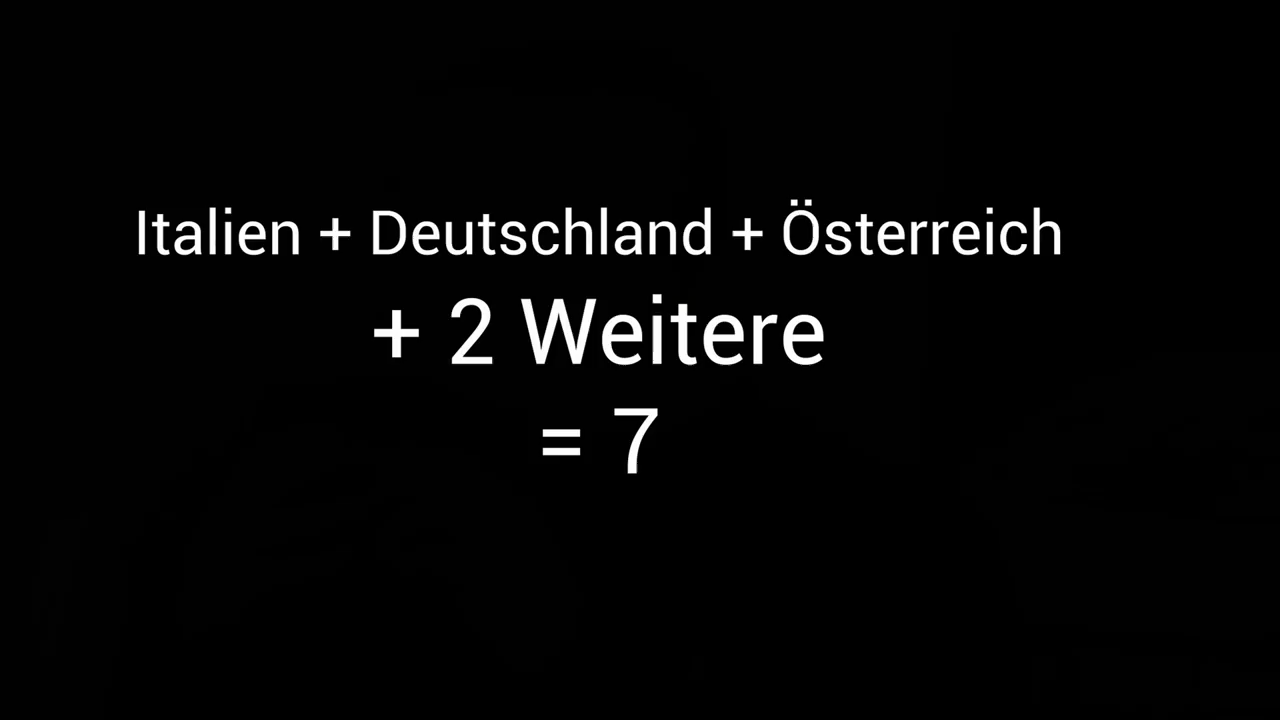 Italien + Deutschland + Österreich
+ 2 Weitere
= 7